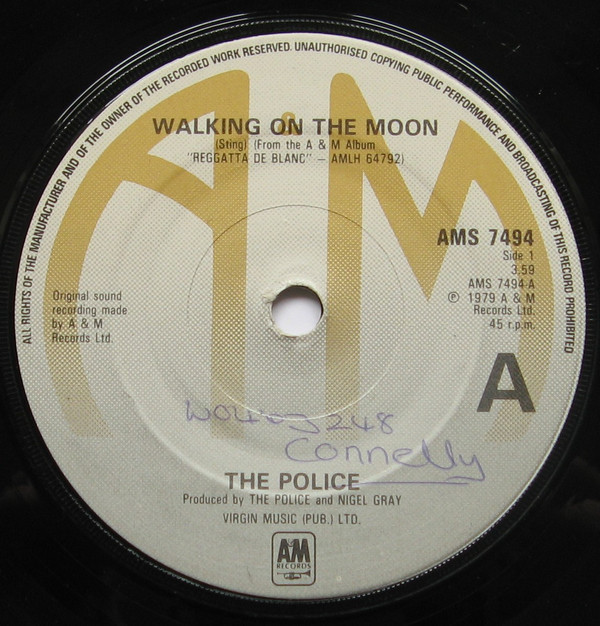 ALL RIGHTS OF THE MANUFACTURER AND OF THE OWNER OF THE RECORDED WORK RESERVED. UNAUTHORISED COPYING PUBLIC PERFORMANCE AND BROADCASTING OF THIS RECORD PROHIBITED
WALKING ON THE MOON
(Sting) (From the A & M Album
"REGGATTA DE BLANC" – AMLH 64792)
AMS 7494
Side 1
3.59
AMS 7494-A
℗ 1979 A & M
Records Ltd.
45 r.p.m.
Original sound
recording made
by A & M
Records Ltd.
A
248
Connelly
THE POLICE
Produced by THE POLICE and NIGEL GRAY
VIRGIN MUSIC (PUB.) LTD.
AM
RECORDS